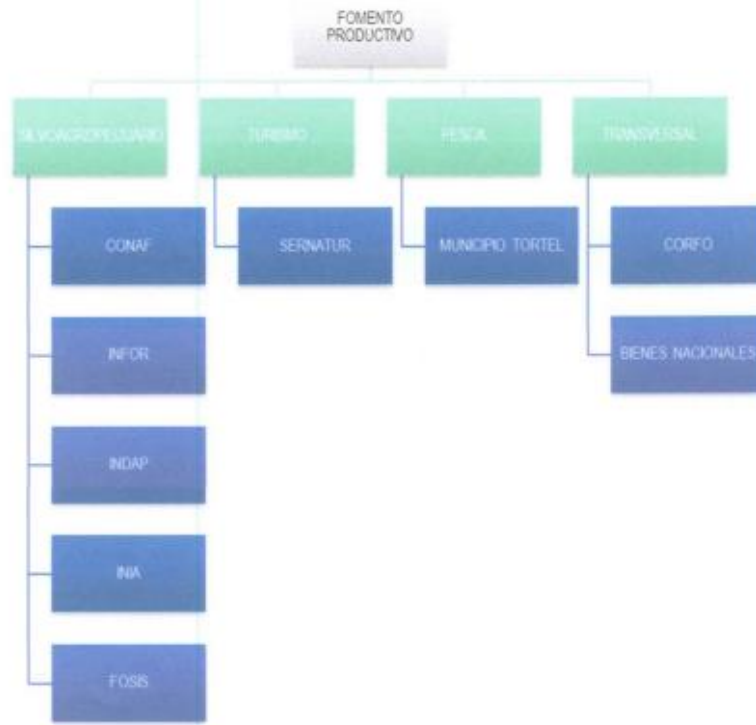 FOMENTO
PRODUCTIVO
SILVOAGROPECUARIO
TURISMO
PESCA
TRANSVERSAL
CONAF
SERNATUR
MUNICIPIO TORTEL
CORFO
INFOR
BIENES NACIONALES
INDAP
INIA
FOSIS